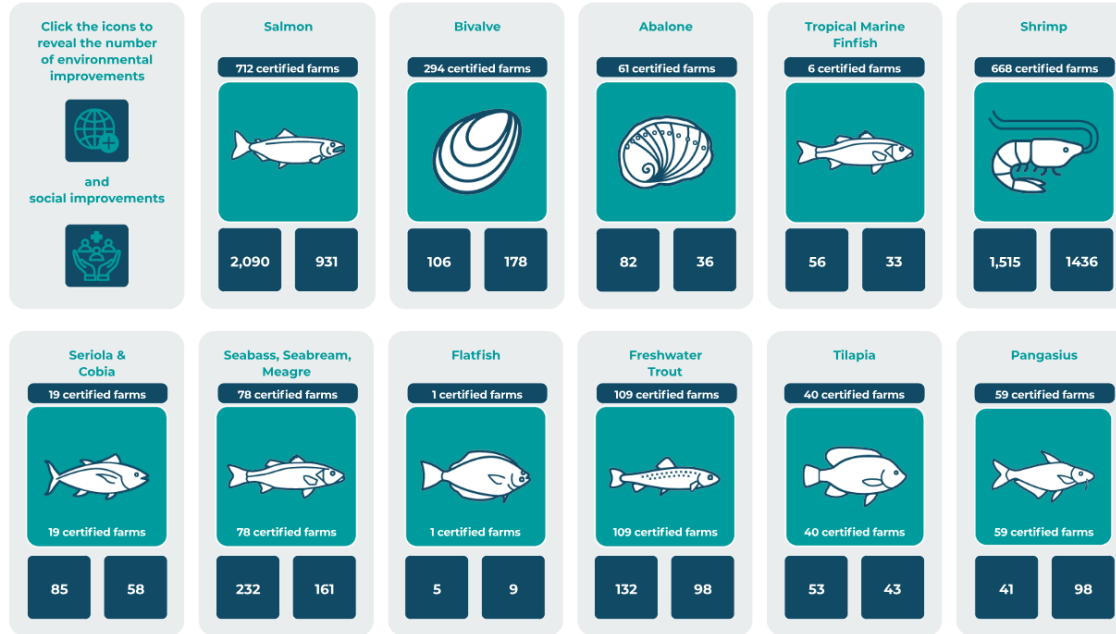 Click the icons to
reveal the number
of environmental
improvements
and
social improvements
Salmon
712 certified farms
2,090
931
Bivalve
294 certified farms
106
178
Abalone
61 certified farms
82
36
Tropical Marine
Finfish
6 certified farms
56
33
Shrimp
668 certified farms
1,515
1436
Seriola &
Cobia
19 certified farms
19 certified farms
85
58
Seabass, Seabream,
Meagre
78 certified farms
78 certified farms
232
161
Flatfish
1 certified farms
1 certified farms
5
9
Freshwater
Trout
109 certified farms
109 certified farms
132
98
Tilapia
40 certified farms
40 certified farms
53
43
Pangasius
59 certified farms
59 certified farms
41
98